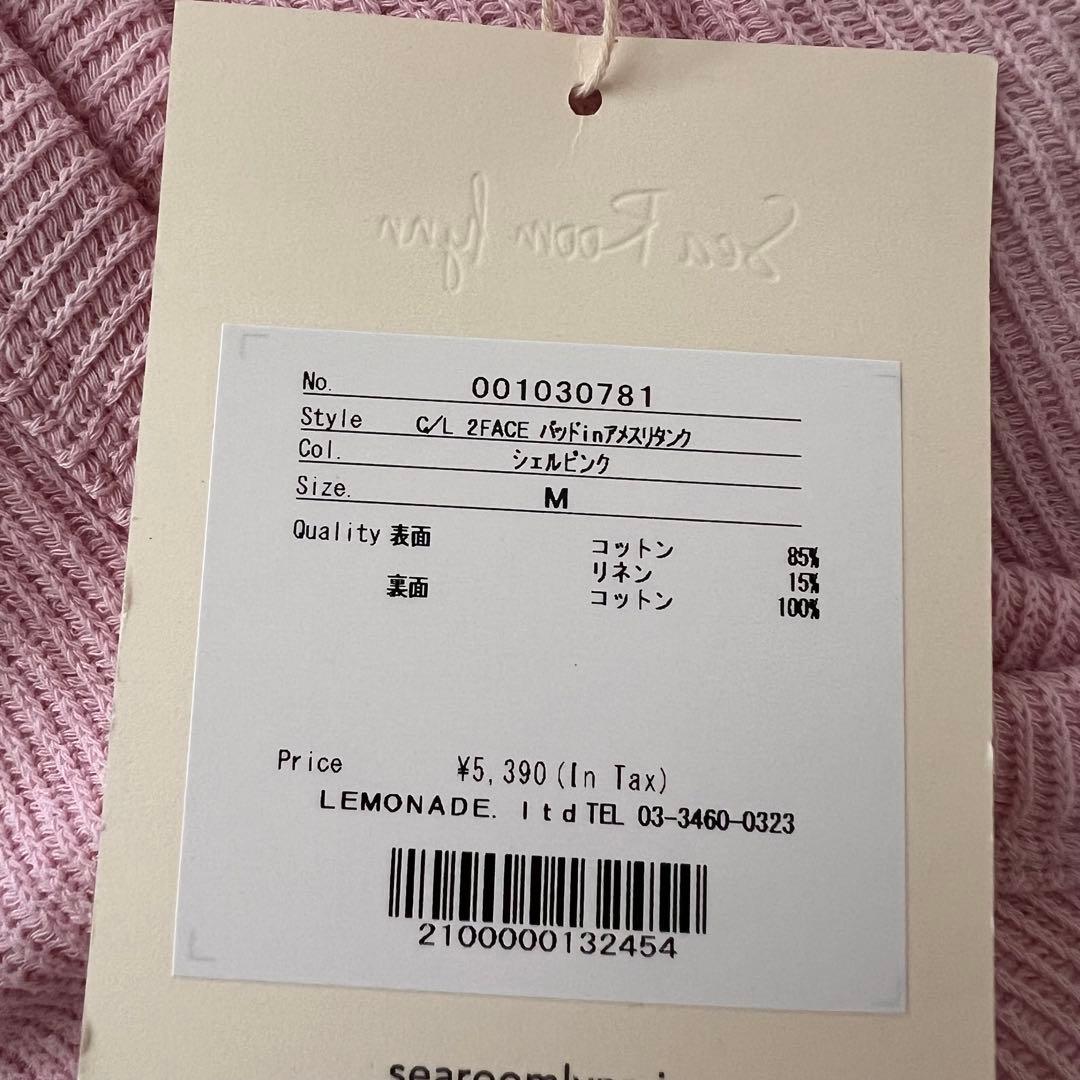 Sea Room lynn
No. 001030781
Style C/L 2FACE パッドinアメスリタンク
Col. シェルピンク
Size. M
Quality 表面 コットン 85%
リネン 15%
裏面 コットン 100%
Price ¥5,390(In Tax)
LEMONADE. ltd TEL 03-3460-0323
2100000132454